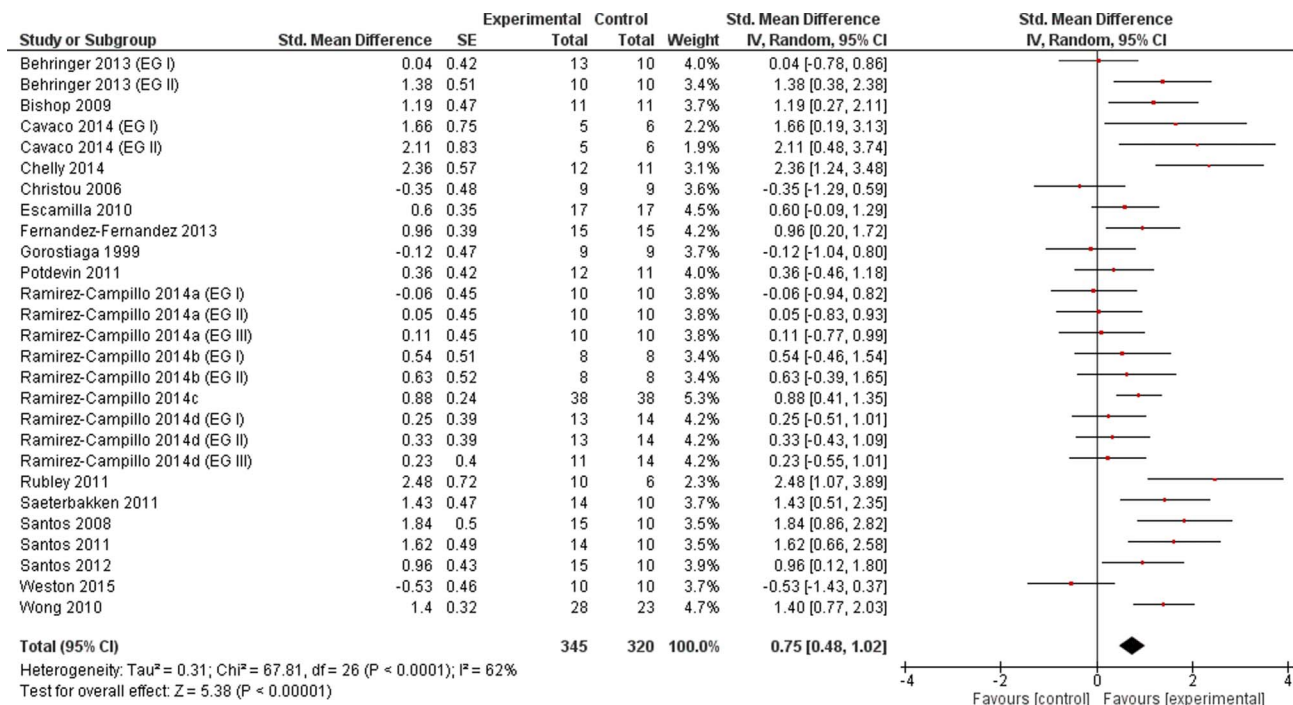 Experimental Control Std. Mean Difference Std. Mean Difference
Study or Subgroup Std. Mean Difference SE Total Total Weight IV, Random, 95% CI IV, Random, 95% CI
Behringer 2013 (EG I) 0.04 0.42 13 10 4.0% 0.04 [-0.78, 0.86]
Behringer 2013 (EG II) 1.38 0.51 10 10 3.4% 1.38 [0.38, 2.38]
Bishop 2009 1.19 0.47 11 11 3.7% 1.19 [0.27, 2.11]
Cavaco 2014 (EG I) 1.66 0.75 5 6 2.2% 1.66 [0.19, 3.13]
Cavaco 2014 (EG II) 2.11 0.83 5 6 1.9% 2.11 [0.48, 3.74]
Chelly 2014 2.36 0.57 12 11 3.1% 2.36 [1.24, 3.48]
Christou 2006 -0.35 0.48 9 9 3.6% -0.35 [-1.29, 0.59]
Escamilla 2010 0.6 0.35 17 17 4.5% 0.60 [-0.09, 1.29]
Fernandez-Fernandez 2013 0.96 0.39 15 15 4.2% 0.96 [0.20, 1.72]
Gorostiaga 1999 -0.12 0.47 9 9 3.7% -0.12 [-1.04, 0.80]
Potdevin 2011 0.36 0.42 12 11 4.0% 0.36 [-0.46, 1.18]
Ramirez-Campillo 2014a (EG I) -0.06 0.45 10 10 3.8% -0.06 [-0.94, 0.82]
Ramirez-Campillo 2014a (EG II) 0.05 0.45 10 10 3.8% 0.05 [-0.83, 0.93]
Ramirez-Campillo 2014a (EG III) 0.11 0.45 10 10 3.8% 0.11 [-0.77, 0.99]
Ramirez-Campillo 2014b (EG I) 0.54 0.51 8 8 3.4% 0.54 [-0.46, 1.54]
Ramirez-Campillo 2014b (EG II) 0.63 0.52 8 8 3.4% 0.63 [-0.39, 1.65]
Ramirez-Campillo 2014c 0.88 0.24 38 38 5.3% 0.88 [0.41, 1.35]
Ramirez-Campillo 2014d (EG I) 0.25 0.39 13 14 4.2% 0.25 [-0.51, 1.01]
Ramirez-Campillo 2014d (EG II) 0.33 0.39 13 14 4.2% 0.33 [-0.43, 1.09]
Ramirez-Campillo 2014d (EG III) 0.23 0.4 11 14 4.2% 0.23 [-0.55, 1.01]
Rubley 2011 2.48 0.72 10 6 2.3% 2.48 [1.07, 3.89]
Saeterbakken 2011 1.43 0.47 14 10 3.7% 1.43 [0.51, 2.35]
Santos 2008 1.84 0.5 15 10 3.5% 1.84 [0.86, 2.82]
Santos 2011 1.62 0.49 14 10 3.5% 1.62 [0.66, 2.58]
Santos 2012 0.96 0.43 15 10 3.9% 0.96 [0.12, 1.80]
Weston 2015 -0.53 0.46 10 10 3.7% -0.53 [-1.43, 0.37]
Wong 2010 1.4 0.32 28 23 4.7% 1.40 [0.77, 2.03]
Total (95% CI) 345 320 100.0% 0.75 [0.48, 1.02]
Heterogeneity: Tau² = 0.31; Chi² = 67.81, df = 26 (P < 0.0001); I² = 62%
Test for overall effect: Z = 5.38 (P < 0.00001)
-4 -2 0 2 4
Favours [control] Favours [experimental]